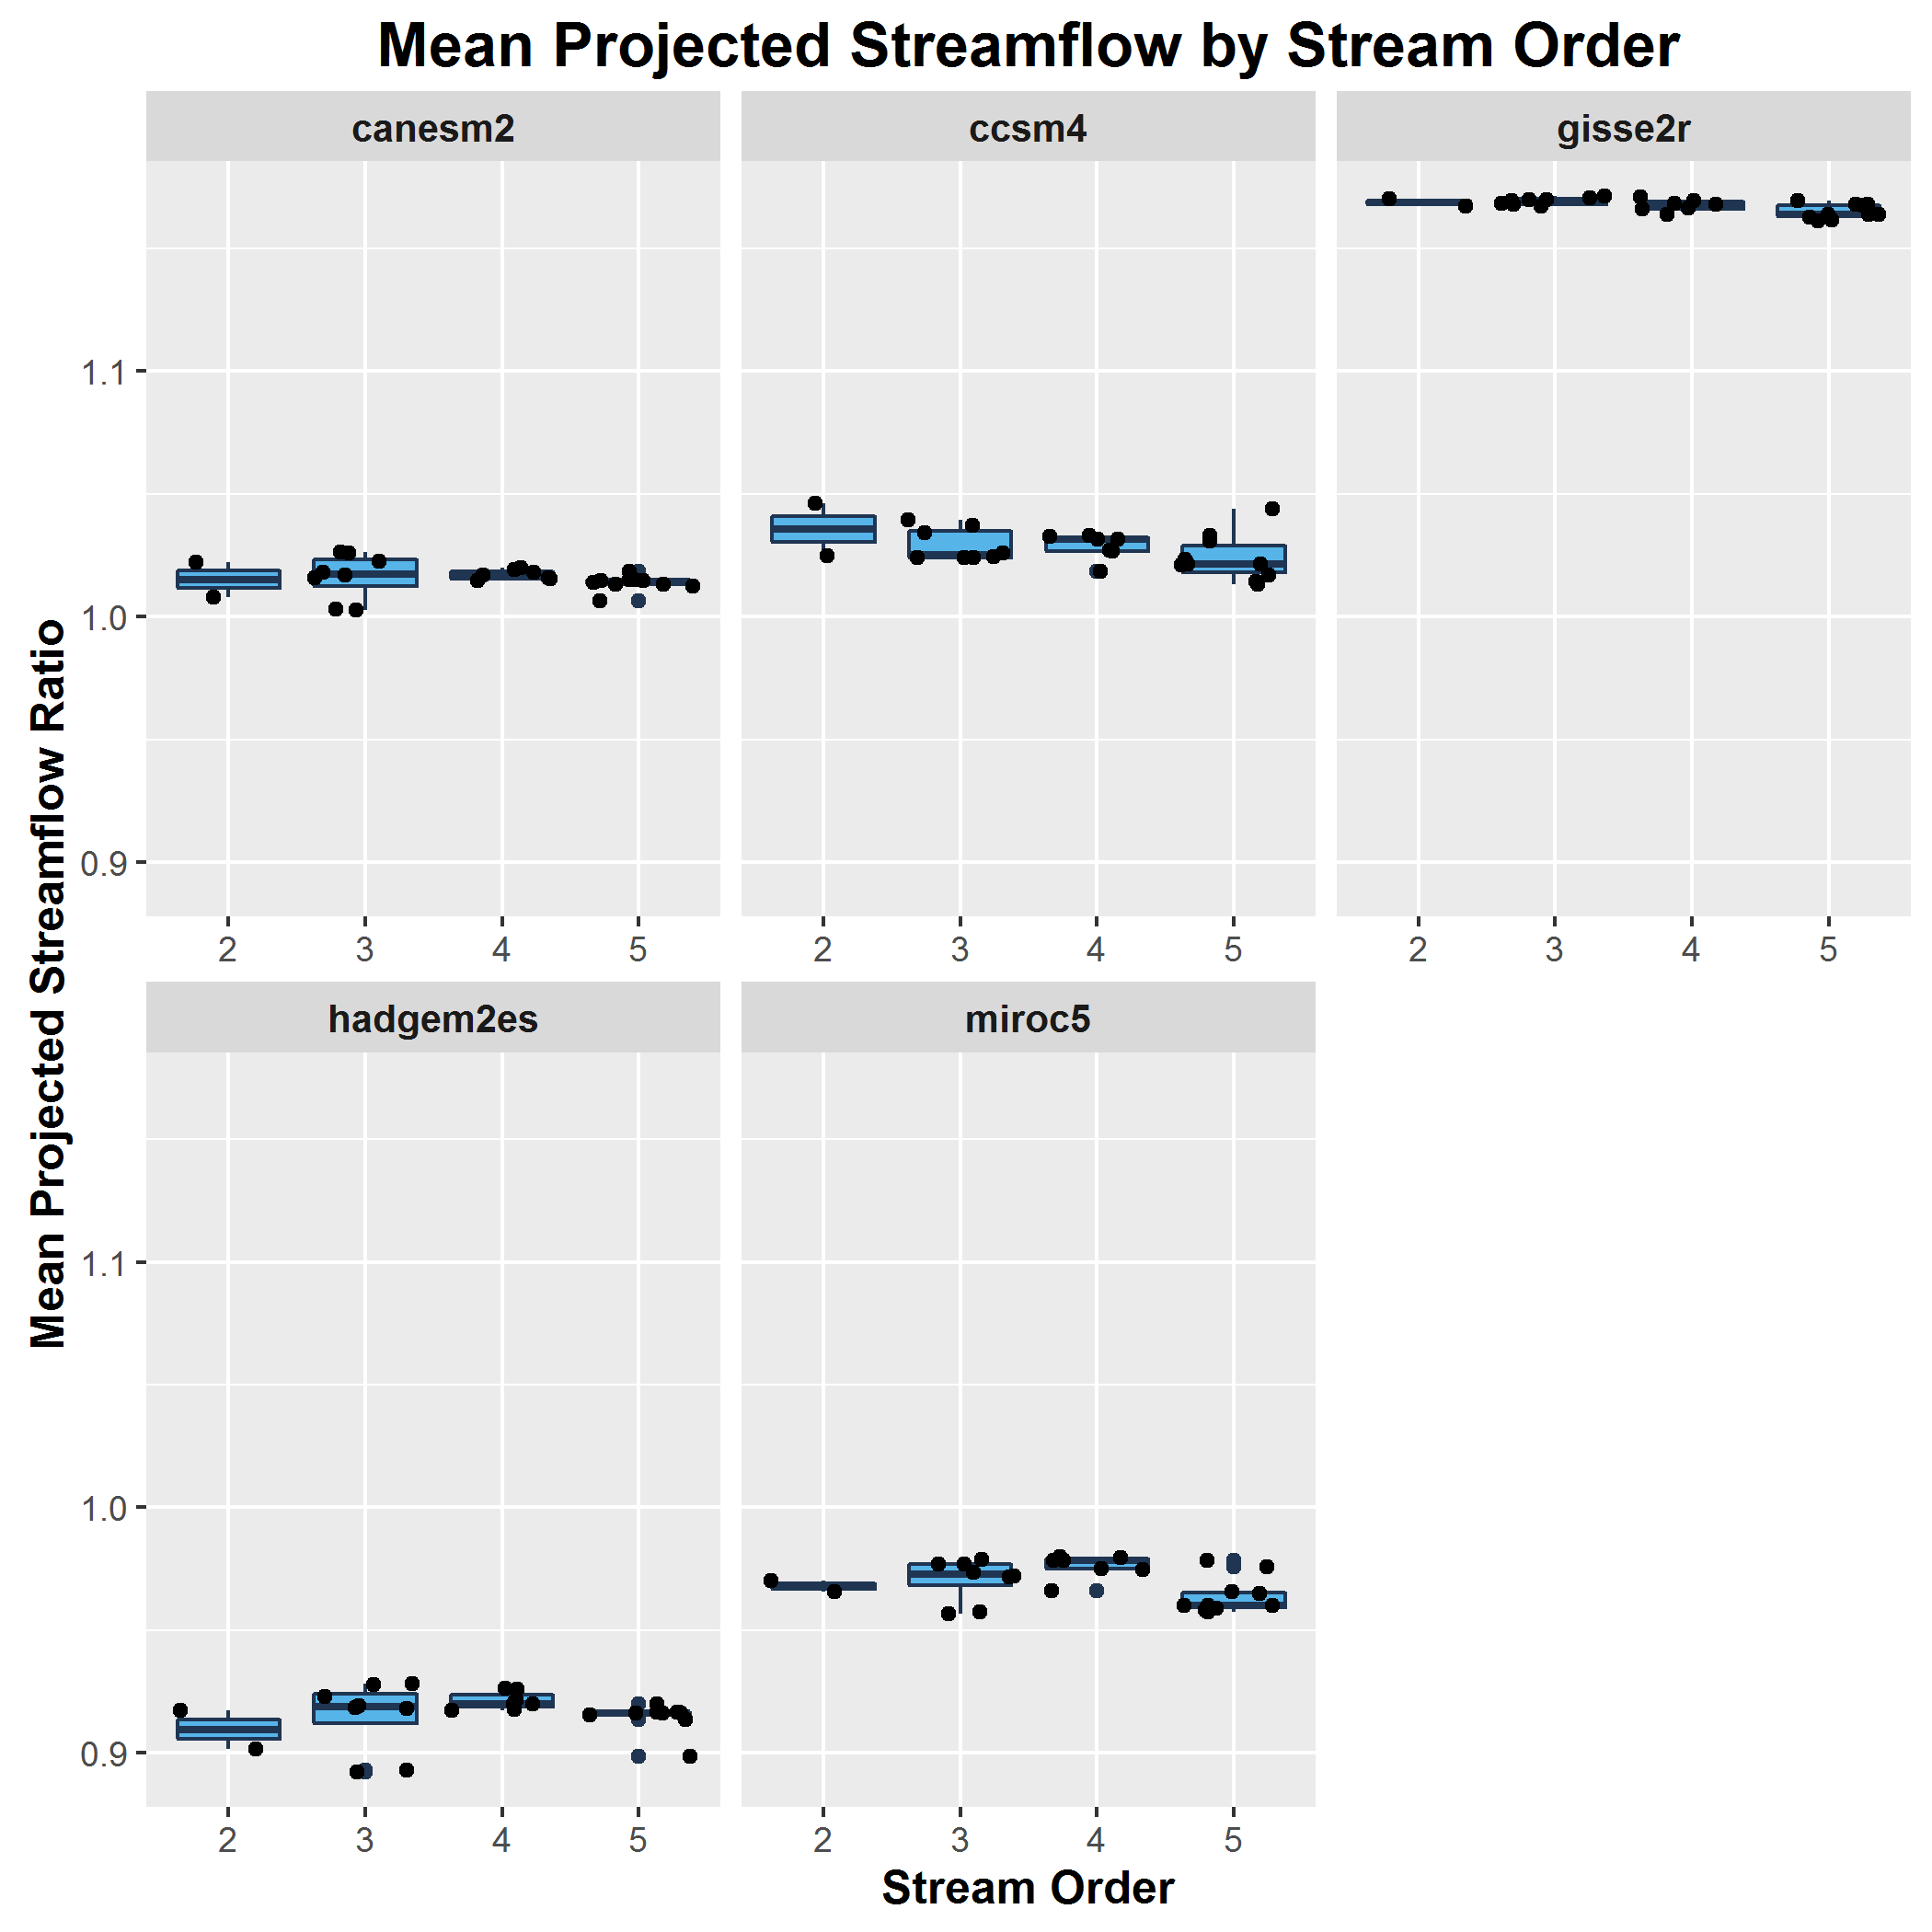 Mean Projected Streamflow by Stream Order
canesm2
ccsm4
gisse2r
1.1
1.0
0.9
2 3 4 5
2 3 4 5
2 3 4 5
Mean Projected Streamflow Ratio
hadgem2es
miroc5
1.1
1.0
0.9
2 3 4 5
2 3 4 5
Stream Order